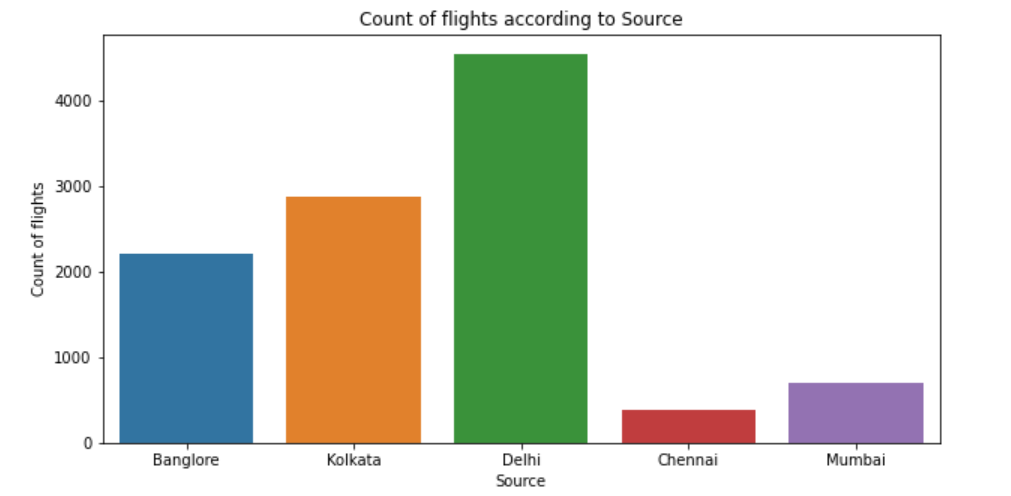 Count of flights according to Source
Count of flights
4000
3000
2000
1000
0
Banglore Kolkata Delhi Chennai Mumbai
Source